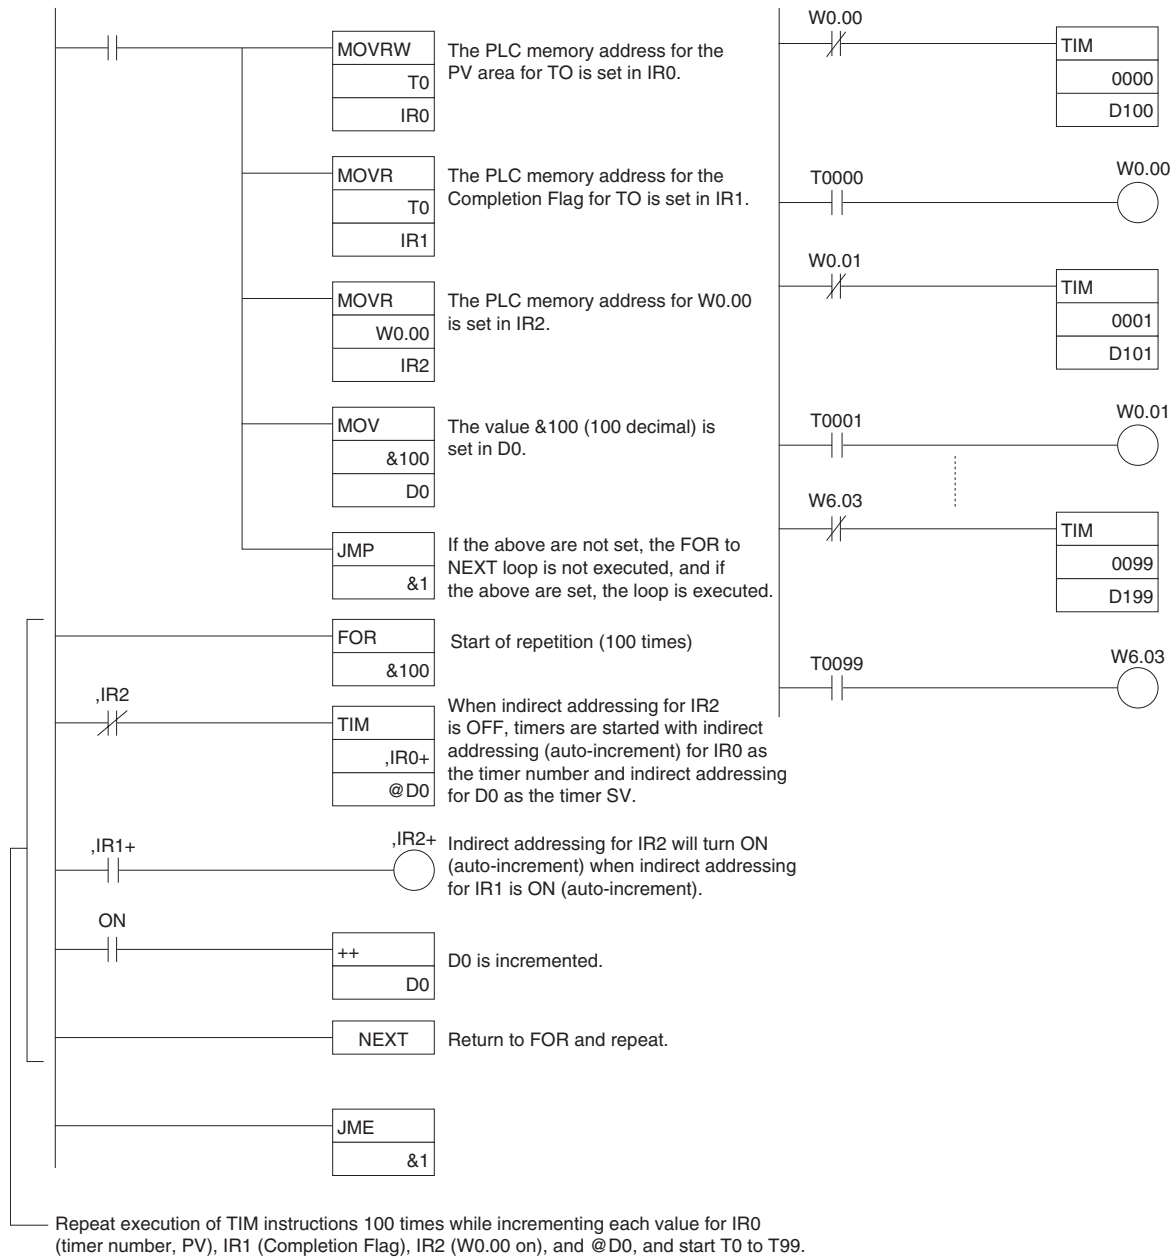 MOVRW
T0
IR0
The PLC memory address for the
PV area for TO is set in IR0.
MOVR
T0
IR1
The PLC memory address for the
Completion Flag for TO is set in IR1.
MOVR
W0.00
IR2
The PLC memory address for W0.00
is set in IR2.
MOV
&100
D0
The value &100 (100 decimal) is
set in D0.
JMP
&1
If the above are not set, the FOR to
NEXT loop is not executed, and if
the above are set, the loop is executed.
FOR
&100
Start of repetition (100 times)
,IR2
TIM
,IR0+
@D0
When indirect addressing for IR2
is OFF, timers are started with indirect
addressing (auto-increment) for IR0 as
the timer number and indirect addressing
for D0 as the timer SV.
,IR1+
,IR2+
Indirect addressing for IR2 will turn ON
(auto-increment) when indirect addressing
for IR1 is ON (auto-increment).
ON
++
D0
D0 is incremented.
NEXT
Return to FOR and repeat.
JME
&1
Repeat execution of TIM instructions 100 times while incrementing each value for IR0
(timer number, PV), IR1 (Completion Flag), IR2 (W0.00 on), and @D0, and start T0 to T99.
W0.00
TIM
0000
D100
T0000
W0.00
W0.01
TIM
0001
D101
T0001
W0.01
W6.03
TIM
0099
D199
T0099
W6.03